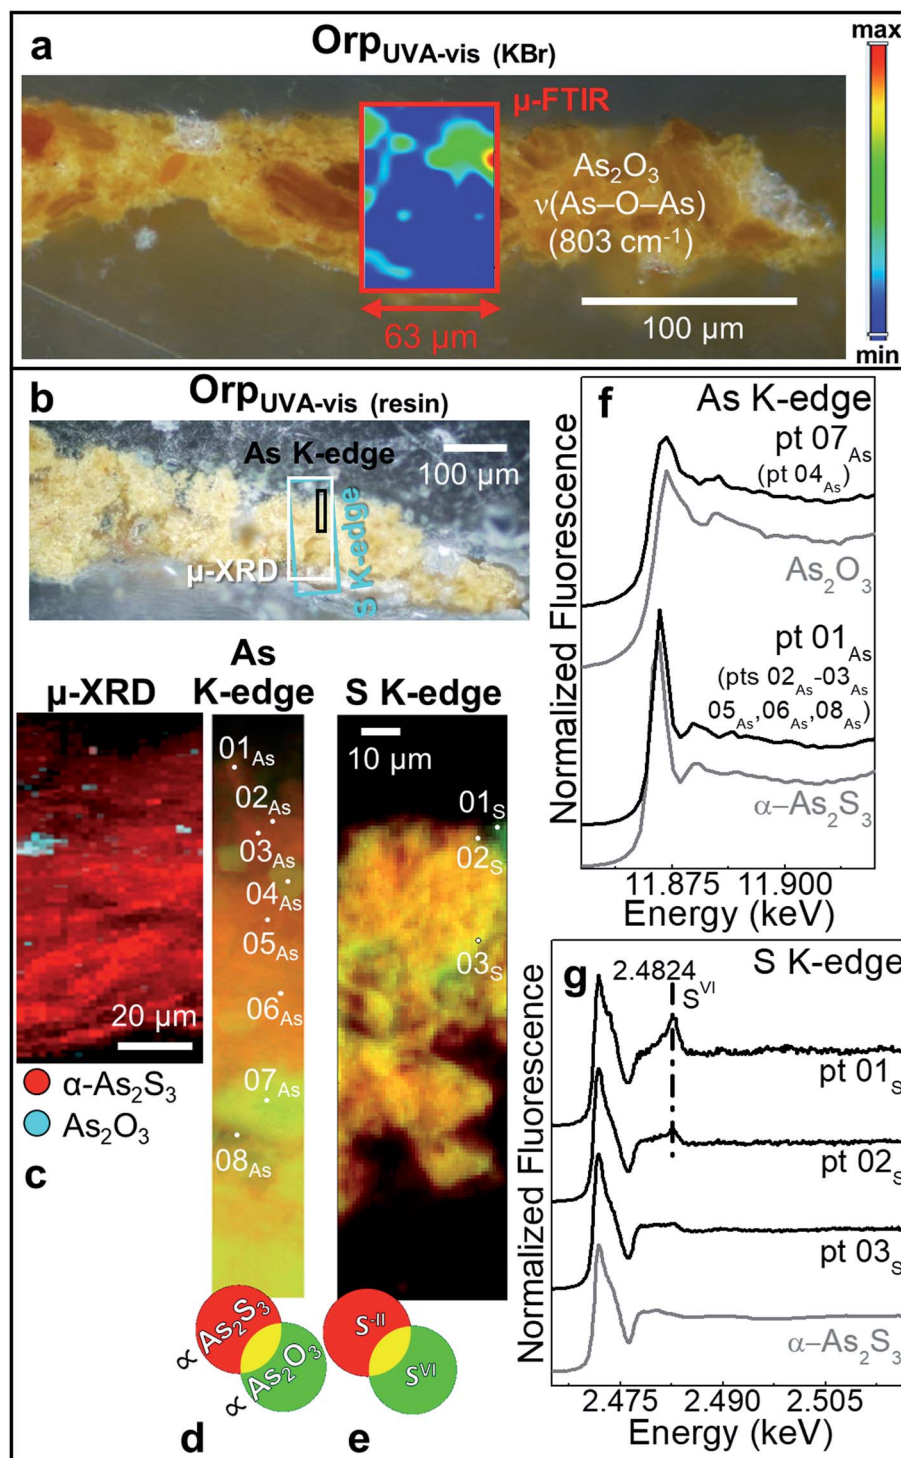 a
Orp UVA-vis (KBr)
max
µ-FTIR
As₂O₃
ν(As–O–As)
(803 cm⁻¹)
63 µm
100 µm
min
b
Orp UVA-vis (resin)
As K-edge
100 µm
µ-XRD
S K-edge
µ-XRD
As
K-edge
S K-edge
01As
02As
03As
04As
05As
06As
07As
08As
10 µm
01S
02S
03S
20 µm
α-As₂S₃
As₂O₃
c
∝ As₂S₃
∝ As₂O₃
d
S⁻ᴵᴵ
Sⱽᴵ
e
f
As K-edge
pt 07As
(pt 04As)
As₂O₃
pt 01As
(pts 02As-03As
05As,06As,08As)
α–As₂S₃
Normalized Fluorescence
11.875 11.900
Energy (keV)
g
S K-edge
2.4824
Sⱽᴵ
pt 01S
pt 02S
pt 03S
α–As₂S₃
Normalized Fluorescence
2.475 2.490 2.505
Energy (keV)